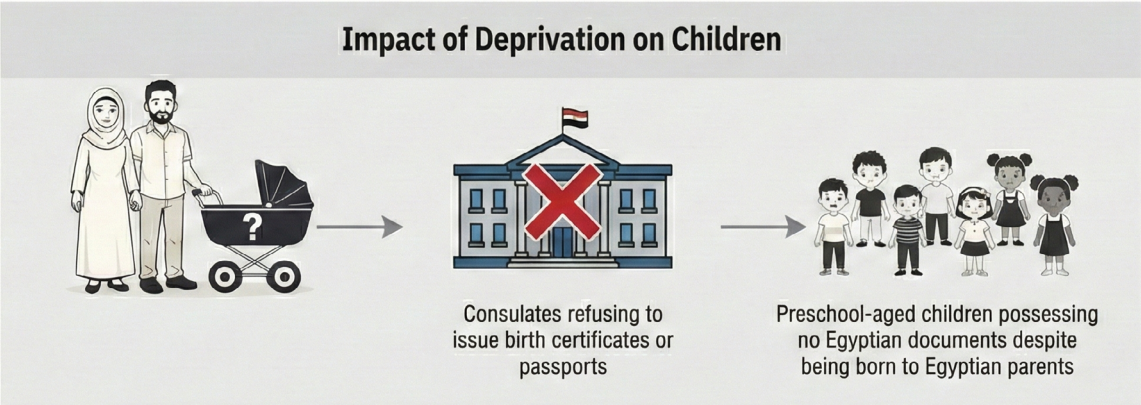 Impact of Deprivation on Children
?
Consulates refusing to
issue birth certificates or
passports
Preschool-aged children possessing
no Egyptian documents despite
being born to Egyptian parents